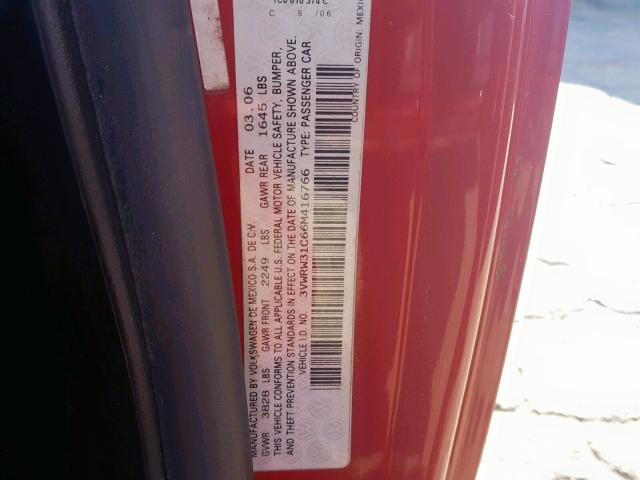 MANUFACTURED BY VOLKSWAGEN DE MEXICO S.A. DE C.V. DATE 03.06
GVWR 3828 LBS GAWR FRONT 2249 LBS GAWR REAR 1645 LBS
THIS VEHICLE CONFORMS TO ALL APPLICABLE U.S. FEDERAL MOTOR VEHICLE SAFETY, BUMPER,
AND THEFT PREVENTION STANDARDS IN EFFECT ON THE DATE OF MANUFACTURE SHOWN ABOVE.
VEHICLE I.D. NO. 3VWRW31C66M416766 TYPE: PASSENGER CAR
COUNTRY OF ORIGIN: MEXIC
C 9 /06